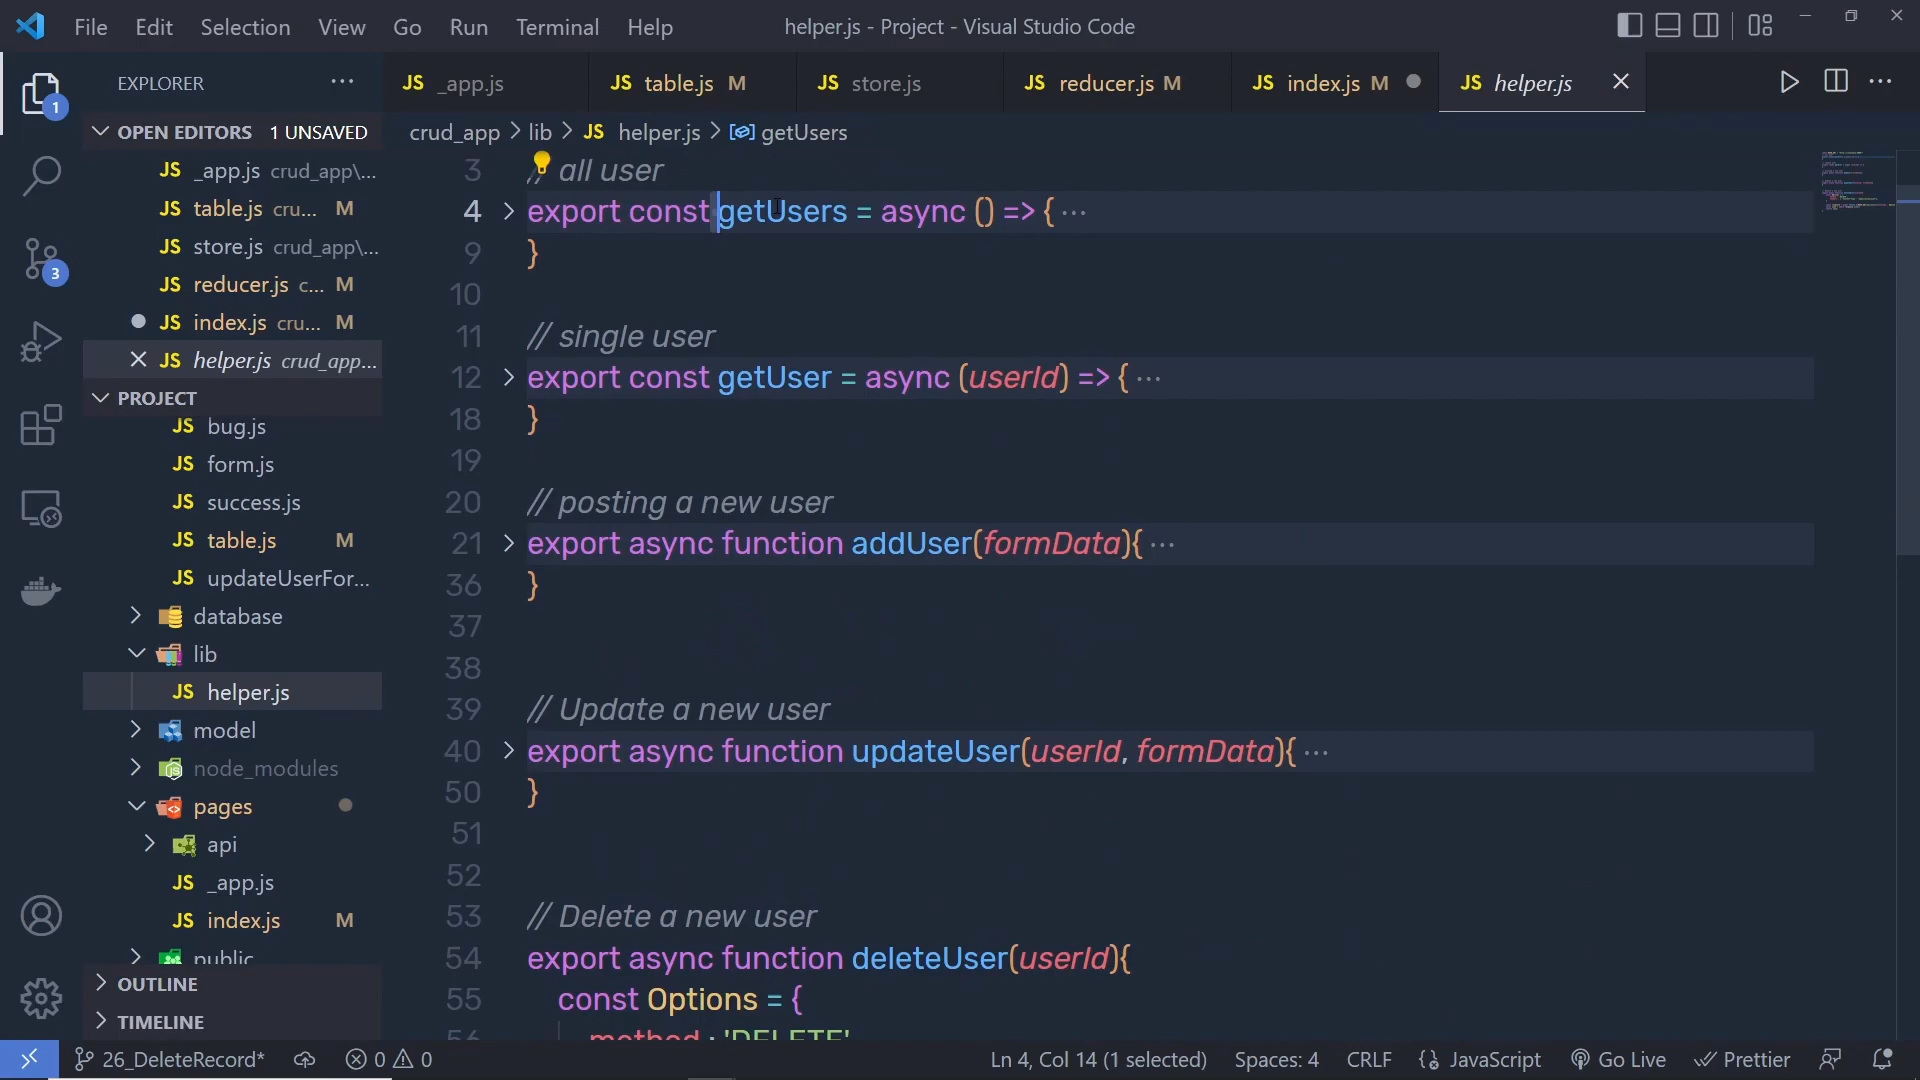 File Edit Selection View Go Run Terminal Help helper.js - Project - Visual Studio Code
EXPLORER ···
JS _app.js JS table.js M JS store.js JS reducer.js M JS index.js M JS helper.js
OPEN EDITORS 1 UNSAVED
JS _app.js crud_app\...
JS table.js cru... M
JS store.js crud_app\...
JS reducer.js c... M
JS index.js cru... M
JS helper.js crud_app...
PROJECT
JS bug.js
JS form.js
JS success.js
JS table.js M
JS updateUserFor...
database
lib
JS helper.js
model
node_modules
pages
api
JS _app.js
JS index.js M
public
OUTLINE
TIMELINE
1
3
crud_app > lib > JS helper.js > getUsers
3 // all user
4 export const getUsers = async () => { ···
9 }
10
11 // single user
12 export const getUser = async (userId) => { ···
18 }
19
20 // posting a new user
21 export async function addUser(formData){ ···
36 }
37
38
39 // Update a new user
40 export async function updateUser(userId, formData){ ···
50 }
51
52
53 // Delete a new user
54 export async function deleteUser(userId){
55 const Options = {
56 method : 'DELETE'
26_DeleteRecord* 0 0 Ln 4, Col 14 (1 selected) Spaces: 4 CRLF JavaScript Go Live Prettier